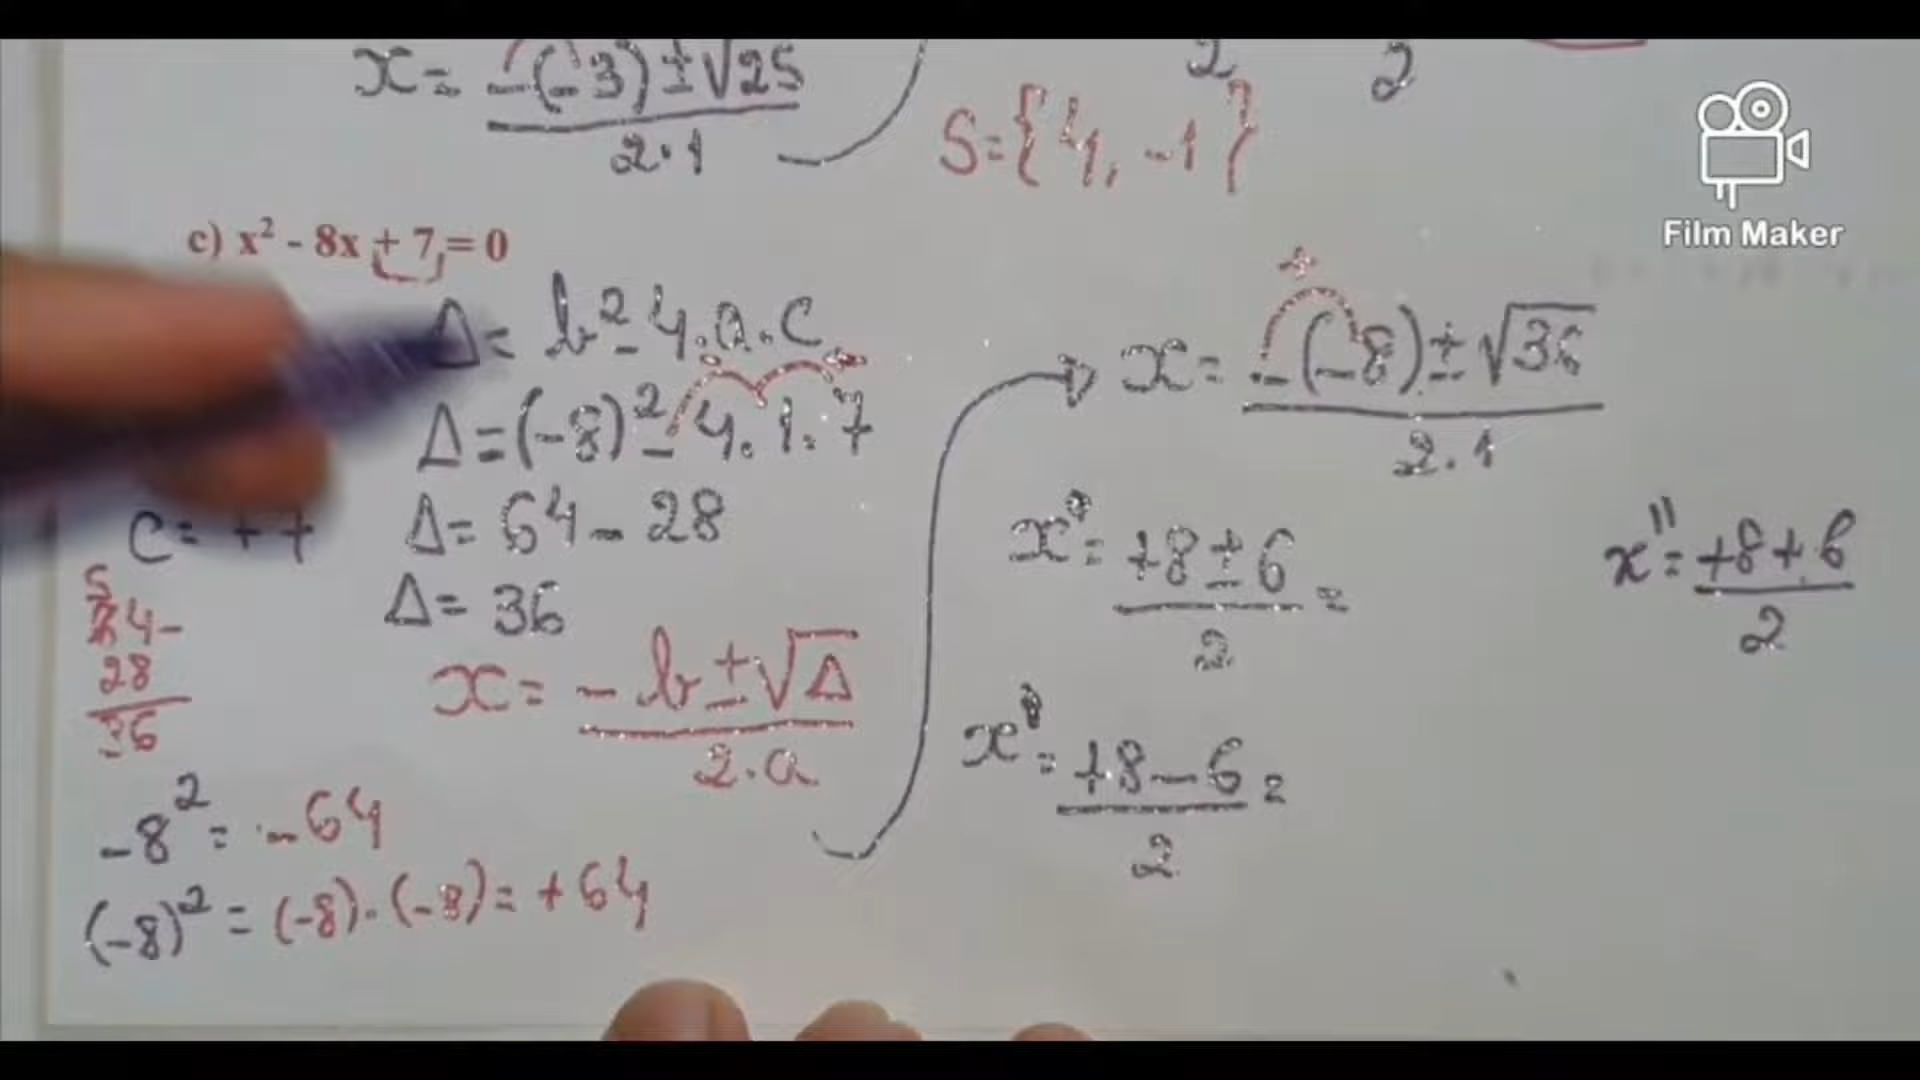 x = -(-3) ± √25
2 · 1
2 2
S = {4, -1}
c) x² - 8x + 7 = 0
Δ = b² - 4.a.c
Δ = (-8)² - 4.1.7
c = +7
Δ = 64 - 28
Δ = 36
5
64 -
28
36
x = -b ± √Δ
2.a
-8² = -64
(-8)² = (-8) · (-8) = +64
+
x = -(-8) ± √36
2.1
x' = +8 ± 6 =
2
x' = +8 - 6 =
2
x'' = +8 + 6
2
Film Maker